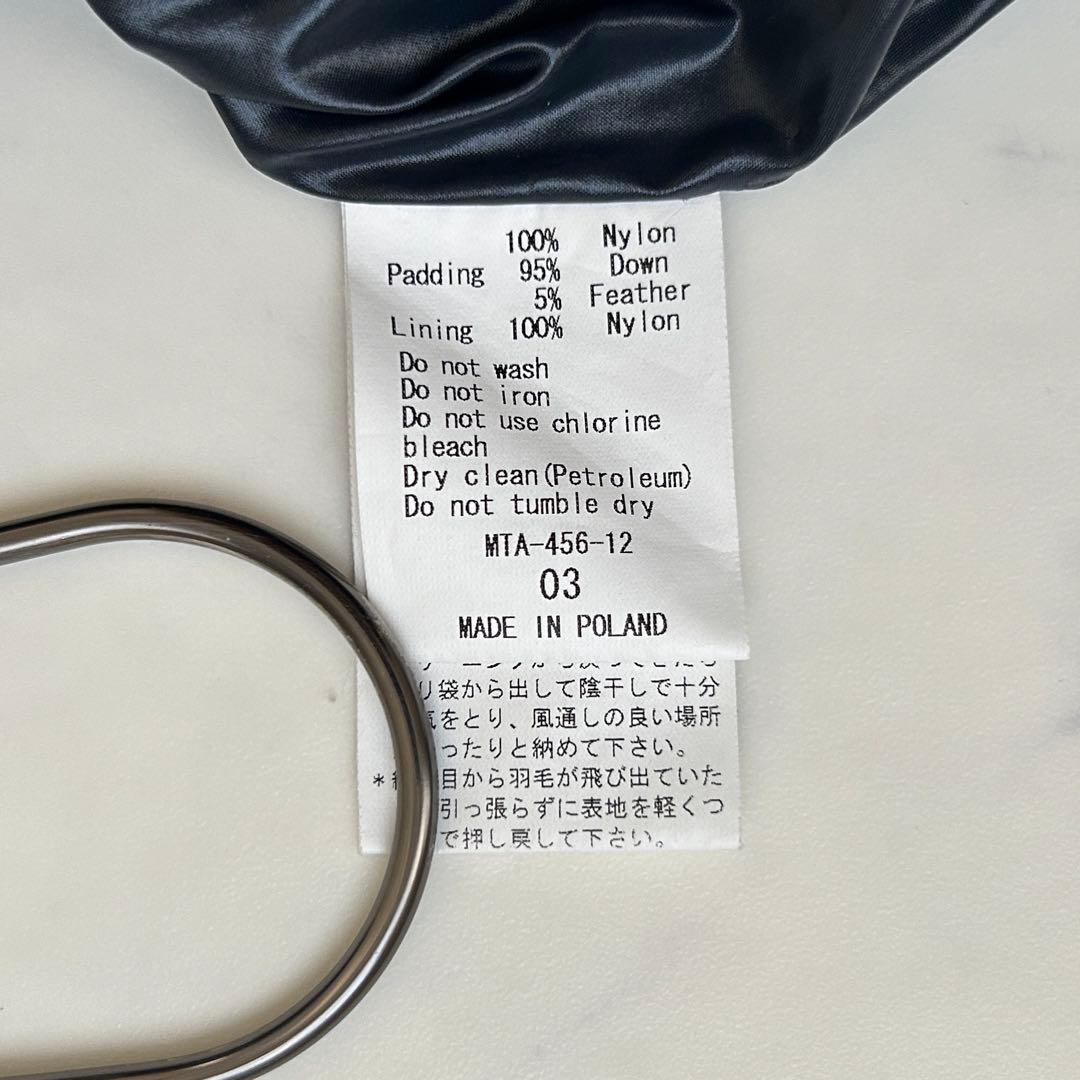 100% Nylon
Padding 95% Down
5% Feather
Lining 100% Nylon
Do not wash
Do not iron
Do not use chlorine
bleach
Dry clean(Petroleum)
Do not tumble dry
MTA-456-12
03
MADE IN POLAND
り袋から出して陰干しで十分
気をとり、風通しの良い場所
ったりと納めて下さい。
* 目から羽毛が飛び出ていた
引っ張らずに表地を軽くつ
で押し戻して下さい。